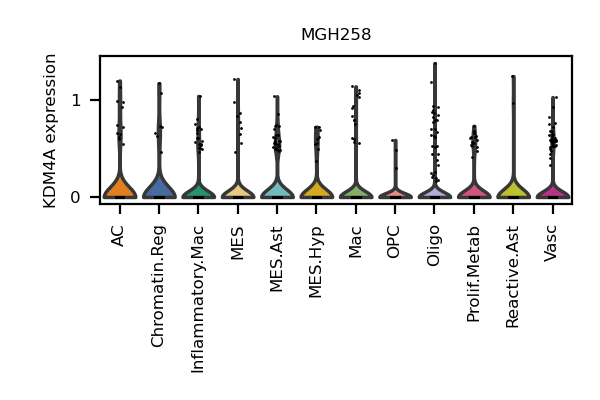 MGH258
KDM4A expression
1
0
AC
Chromatin.Reg
Inflammatory.Mac
MES
MES.Ast
MES.Hyp
Mac
OPC
Oligo
Prolif.Metab
Reactive.Ast
Vasc